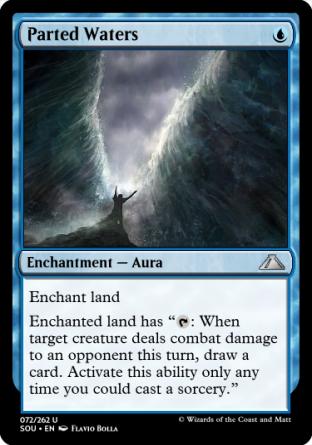 Parted Waters
Enchantment — Aura
Enchant land
Enchanted land has “: When
target creature deals combat damage
to an opponent this turn, draw a
card. Activate this ability only any
time you could cast a sorcery.”
072/262 U
SOU • EN Flavio Bolla
© Wizards of the Coast and Matt